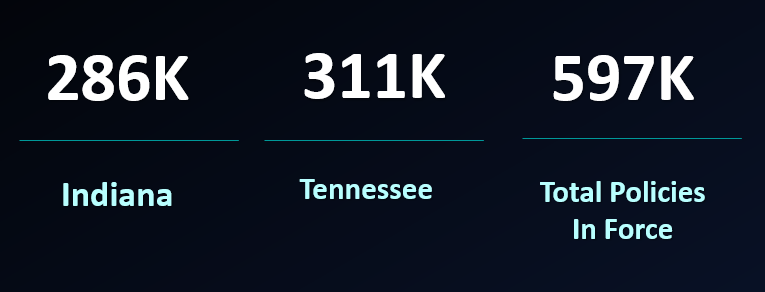 286K
311K
597K
Indiana
Tennessee
Total Policies
In Force